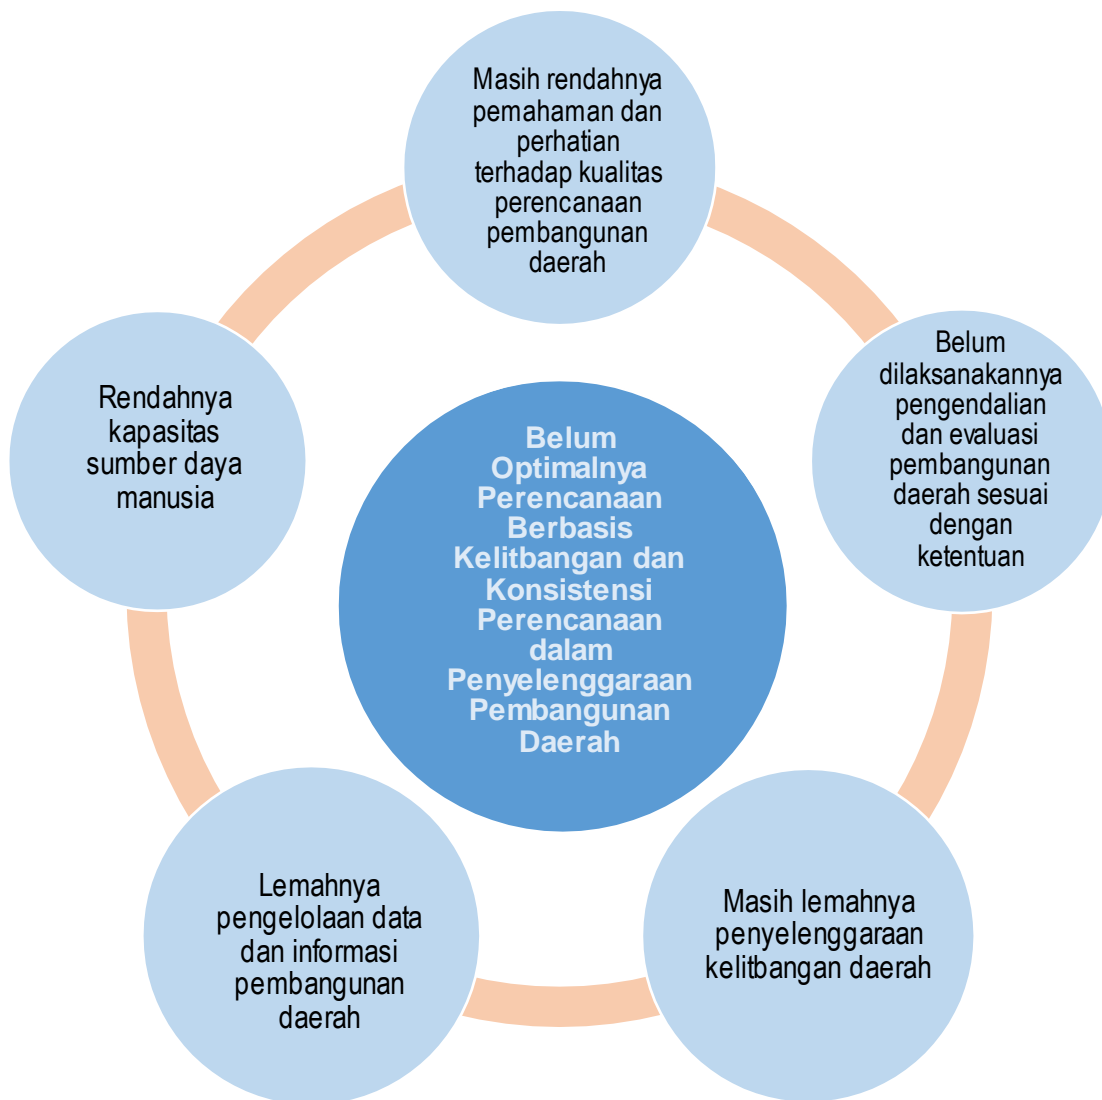 Masih rendahnya
pemahaman dan
perhatian
terhadap kualitas
perencanaan
pembangunan
daerah
Belum
dilaksanakannya
pengendalian
dan evaluasi
pembangunan
daerah sesuai
dengan
ketentuan
Rendahnya
kapasitas
sumber daya
manusia
Belum
Optimalnya
Perencanaan
Berbasis
Kelitbangan dan
Konsistensi
Perencanaan
dalam
Penyelenggaraan
Pembangunan
Daerah
Lemahnya
pengelolaan data
dan informasi
pembangunan
daerah
Masih lemahnya
penyelenggaraan
kelitbangan daerah